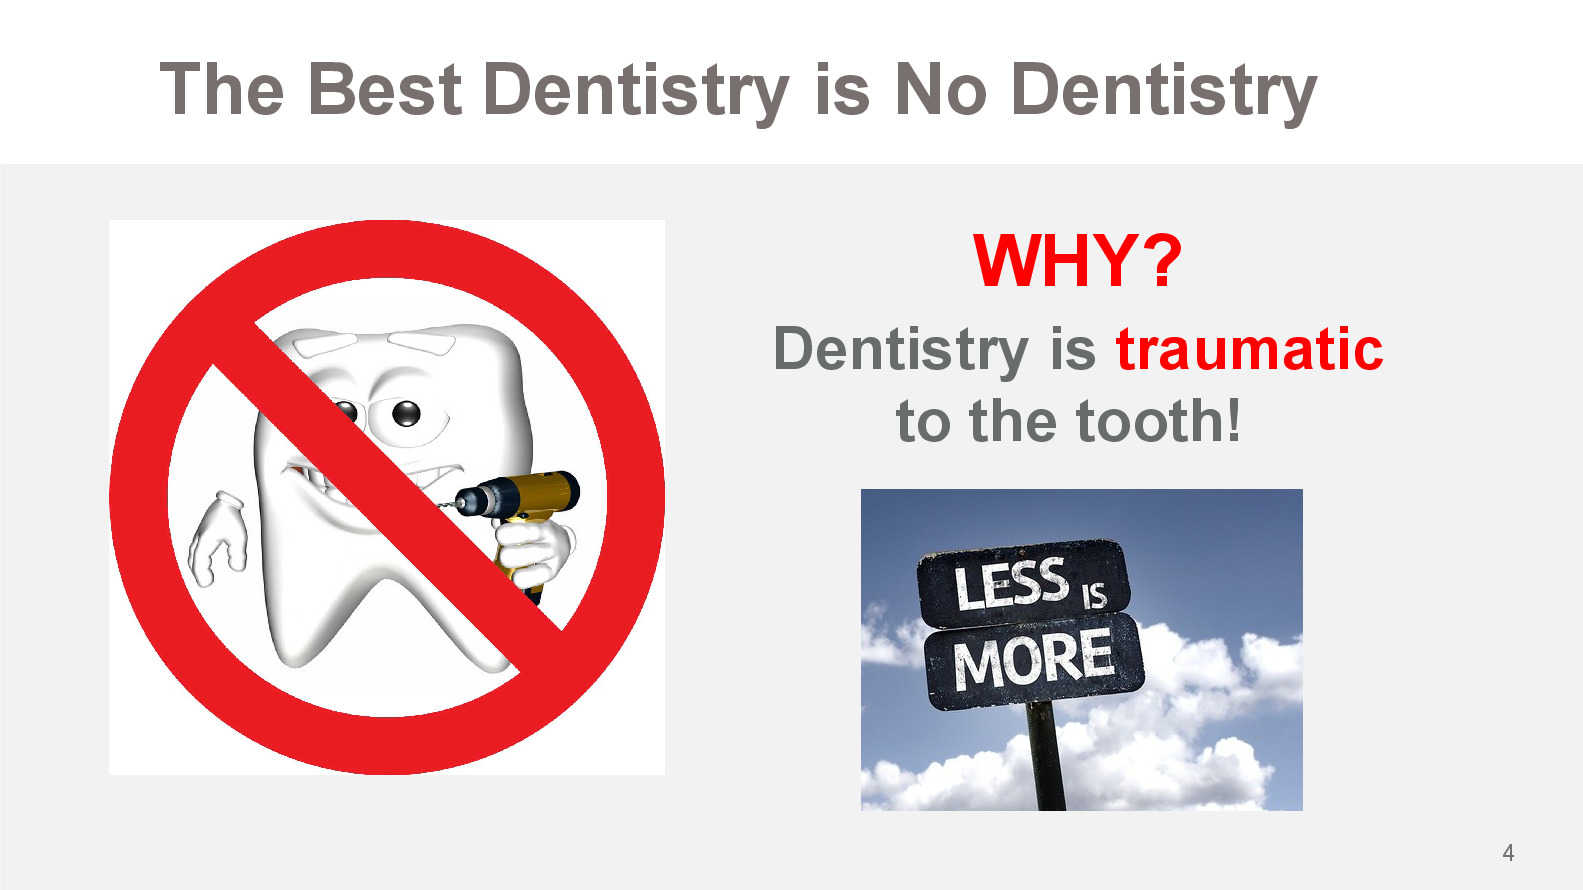 The Best Dentistry is No Dentistry
WHY?
Dentistry is traumatic
to the tooth!
LESS IS
MORE
4